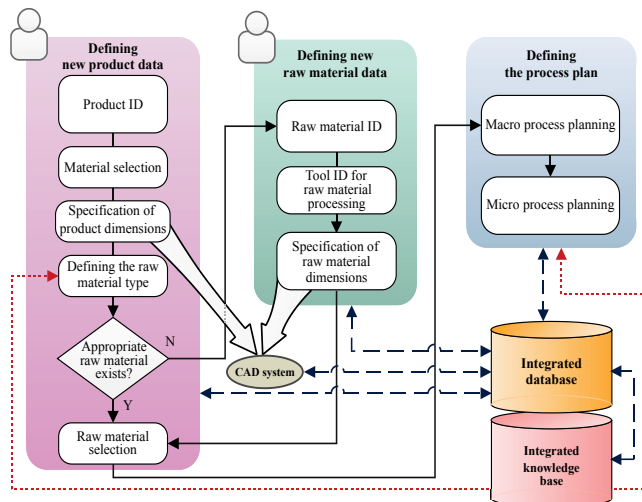 Defining
new product data
Product ID
Material selection
Specification of
product dimensions
Defining the raw
material type
Appropriate
raw material
exists?
N
Y
Raw material
selection
Defining new
raw material data
Raw material ID
Tool ID for
raw material
processing
Specification of
raw material
dimensions
CAD system
Defining
the process plan
Macro process planning
Micro process planning
Integrated
database
Integrated
knowledge
base